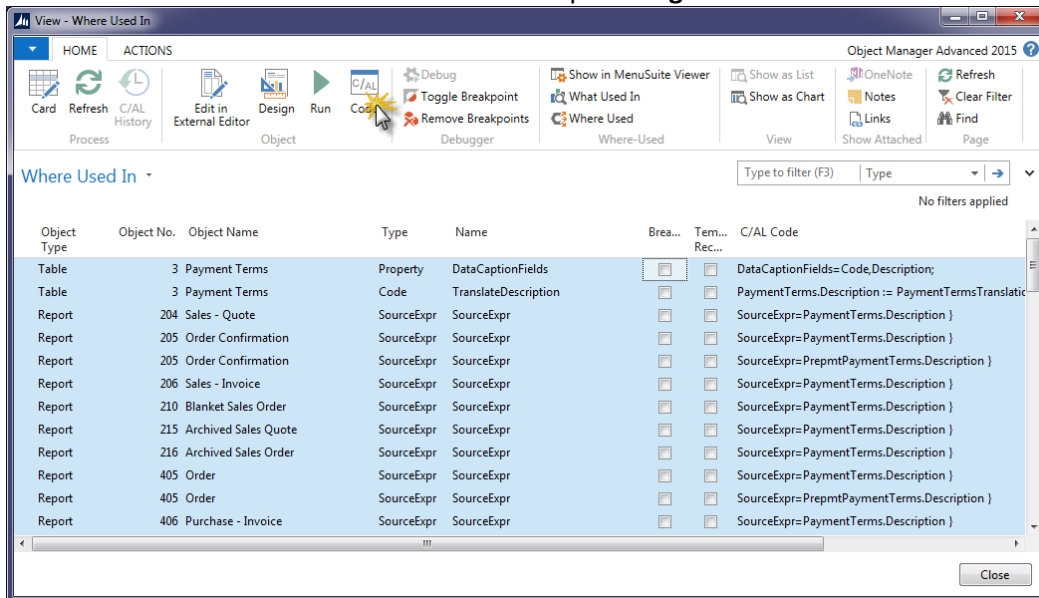 View - Where Used In
HOME ACTIONS Object Manager Advanced 2015
Card Refresh C/AL History Edit in External Editor Design Run C/AL Code
Debug Show in MenuSuite Viewer Show as List OneNote Refresh
Toggle Breakpoint What Used In Show as Chart Notes Clear Filter
Remove Breakpoints Where Used Links Find
Process Object Debugger Where-Used View Show Attached Page
Where Used In Type to filter (F3) Type
No filters applied
Object Type Object No. Object Name Type Name Brea... Tem... Rec... C/AL Code
Table 3 Payment Terms Property DataCaptionFields DataCaptionFields=Code,Description;
Table 3 Payment Terms Code TranslateDescription PaymentTerms.Description := PaymentTermsTranslatio
Report 204 Sales - Quote SourceExpr SourceExpr SourceExpr=PaymentTerms.Description }
Report 205 Order Confirmation SourceExpr SourceExpr SourceExpr=PaymentTerms.Description }
Report 205 Order Confirmation SourceExpr SourceExpr SourceExpr=PrepmtPaymentTerms.Description }
Report 206 Sales - Invoice SourceExpr SourceExpr SourceExpr=PaymentTerms.Description }
Report 210 Blanket Sales Order SourceExpr SourceExpr SourceExpr=PaymentTerms.Description }
Report 215 Archived Sales Quote SourceExpr SourceExpr SourceExpr=PaymentTerms.Description }
Report 216 Archived Sales Order SourceExpr SourceExpr SourceExpr=PaymentTerms.Description }
Report 405 Order SourceExpr SourceExpr SourceExpr=PaymentTerms.Description }
Report 405 Order SourceExpr SourceExpr SourceExpr=PrepmtPaymentTerms.Description }
Report 406 Purchase - Invoice SourceExpr SourceExpr SourceExpr=PaymentTerms.Description }
Close